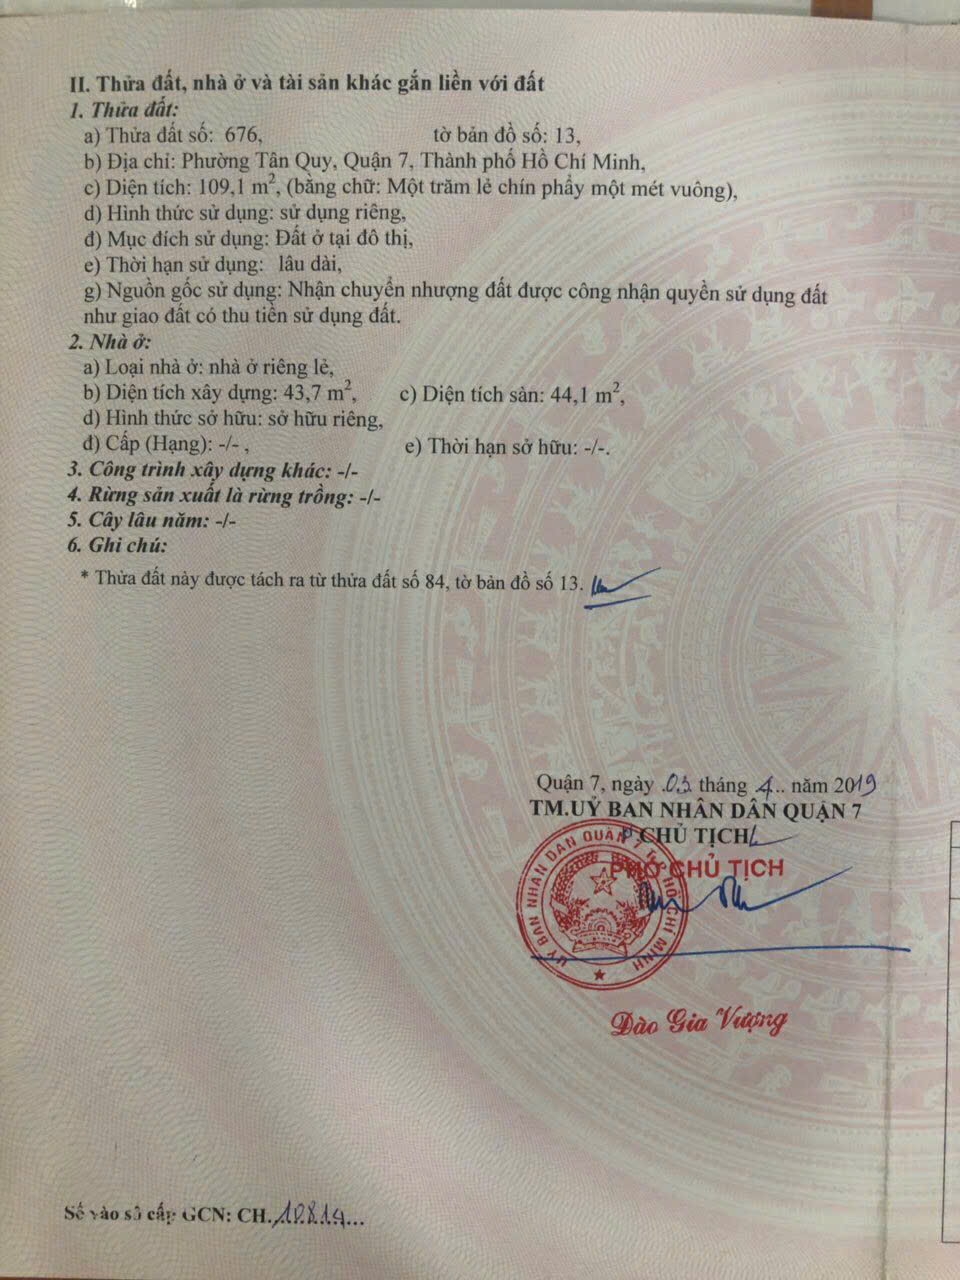 II. Thửa đất, nhà ở và tài sản khác gắn liền với đất
1. Thửa đất:
a) Thửa đất số: 676, tờ bản đồ số: 13,
b) Địa chỉ: Phường Tân Quy, Quận 7, Thành phố Hồ Chí Minh,
c) Diện tích: 109,1 m², (bằng chữ: Một trăm lẻ chín phẩy một mét vuông),
d) Hình thức sử dụng: sử dụng riêng,
đ) Mục đích sử dụng: Đất ở tại đô thị,
e) Thời hạn sử dụng: lâu dài,
g) Nguồn gốc sử dụng: Nhận chuyển nhượng đất được công nhận quyền sử dụng đất
như giao đất có thu tiền sử dụng đất.
2. Nhà ở:
a) Loại nhà ở: nhà ở riêng lẻ,
b) Diện tích xây dựng: 43,7 m², c) Diện tích sàn: 44,1 m²,
d) Hình thức sở hữu: sở hữu riêng,
đ) Cấp (Hạng): -/- , e) Thời hạn sở hữu: -/-.
3. Công trình xây dựng khác: -/-
4. Rừng sản xuất là rừng trồng: -/-
5. Cây lâu năm: -/-
6. Ghi chú:
* Thửa đất này được tách ra từ thửa đất số 84, tờ bản đồ số 13.
Quận 7, ngày .03 tháng 4.. năm 2019
TM.UỶ BAN NHÂN DÂN QUẬN 7
CHỦ TỊCH
PHÓ CHỦ TỊCH
UỶ BAN NHÂN DÂN QUẬN 7 T.P HỒ CHÍ MINH
Đào Gia Vượng
Số vào sổ cấp GCN: CH..10814...